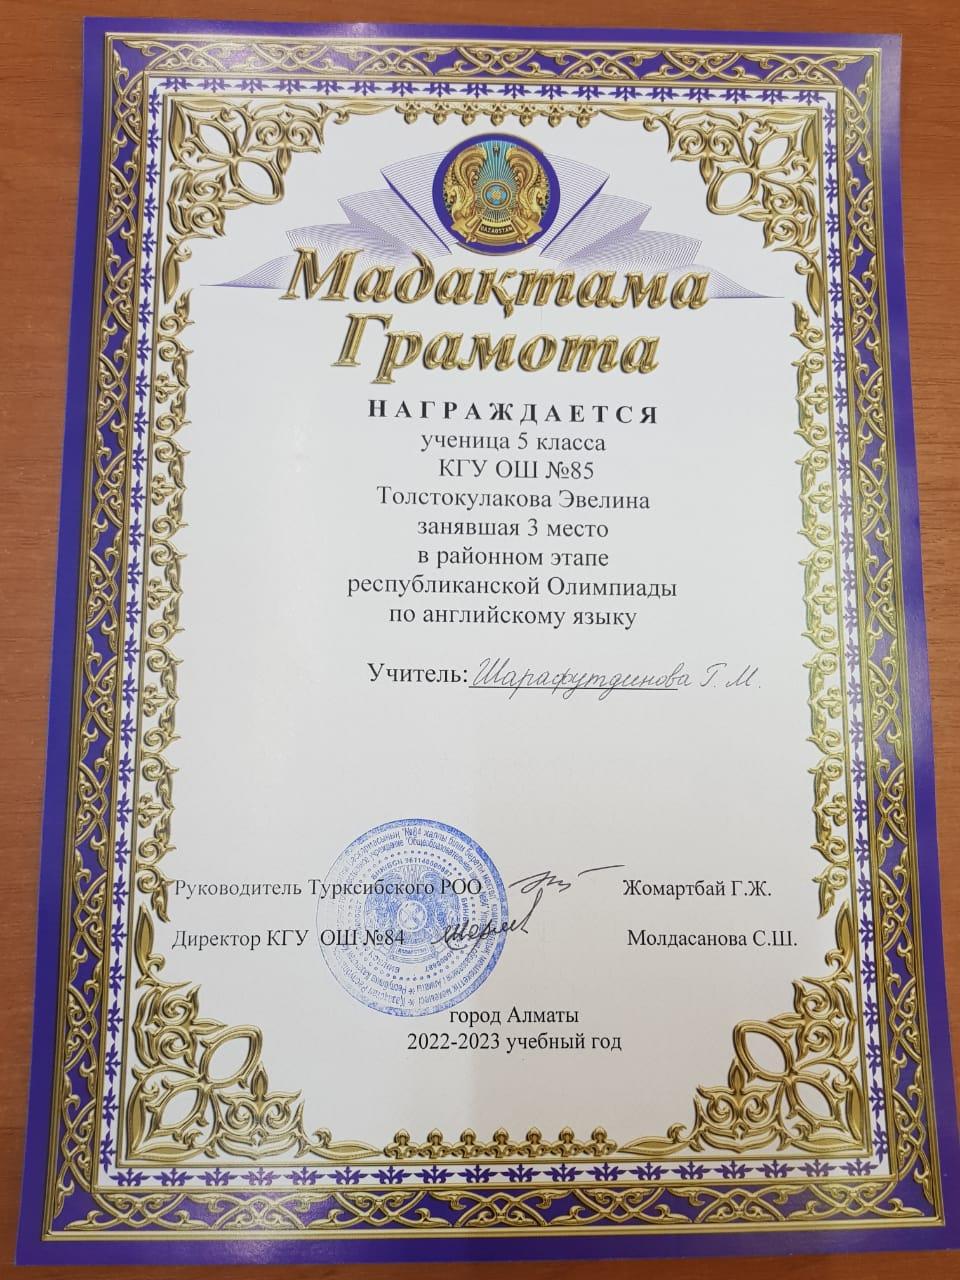 QAZAQSTAN
Мадақтама
Грамота
НАГРАЖДАЕТСЯ
ученица 5 класса
КГУ ОШ №85
Толстокулакова Эвелина
занявшая 3 место
в районном этапе
республиканской Олимпиады
по английскому языку
Учитель: Шарафутдинова Г. М.
Руководитель Турксибского РОО Жомартбай Г.Ж.
Директор КГУ ОШ №84 Молдасанова С.Ш.
город Алматы
2022-2023 учебный год